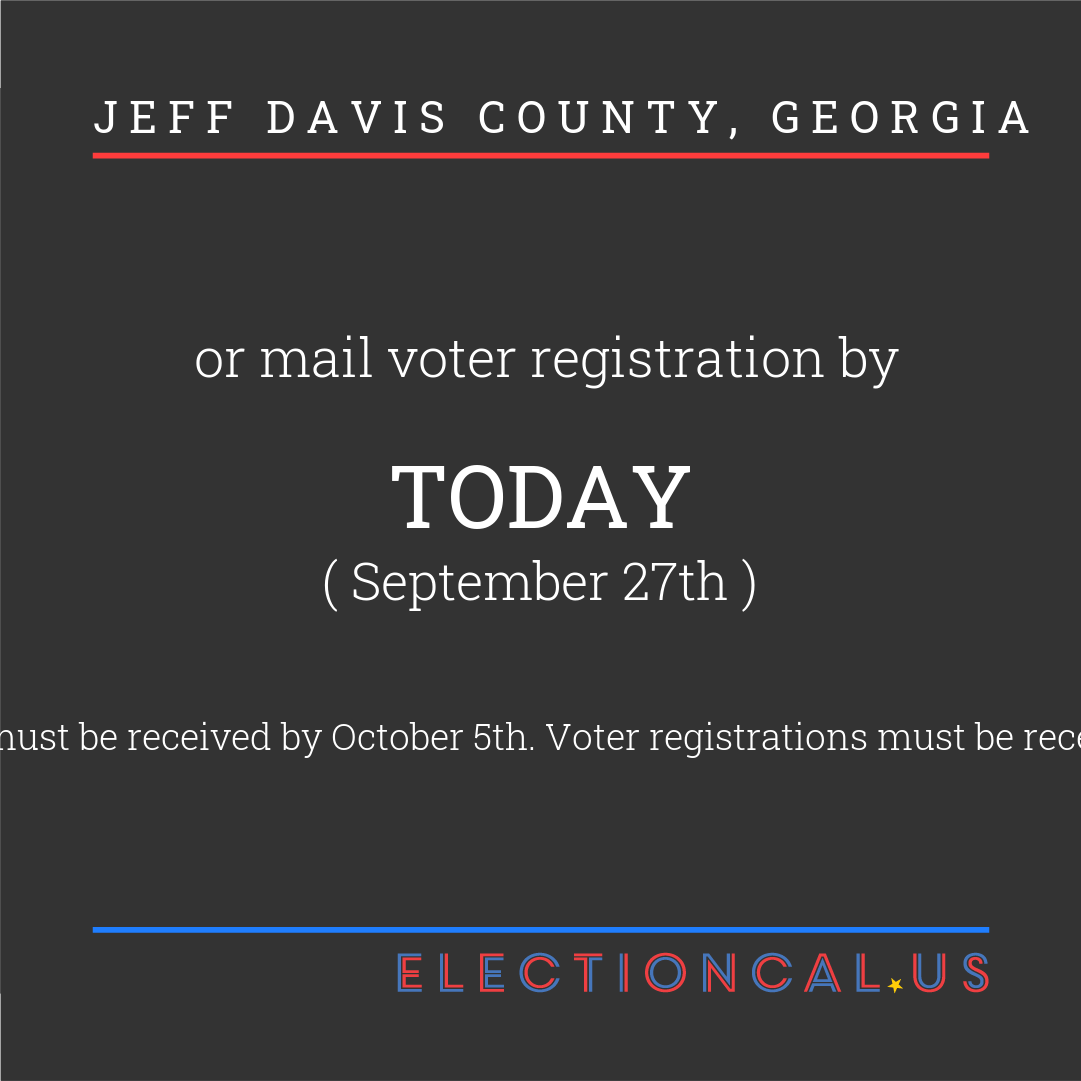 JEFF DAVIS COUNTY, GEORGIA
or mail voter registration by
TODAY
( September 27th )
be received by October 5th. Voter registrations must be
ELECTIONCAL.US